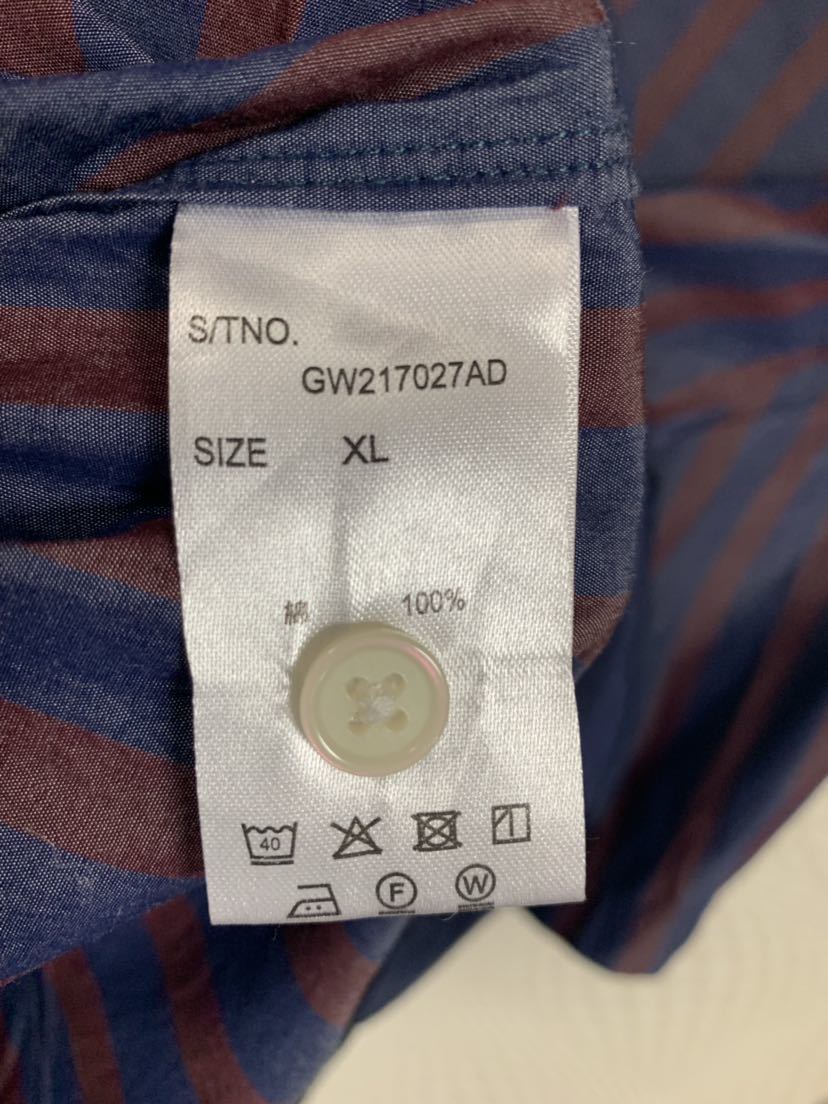 S/TNO.
GW217027AD
SIZE XL
綿 100%
40
F W